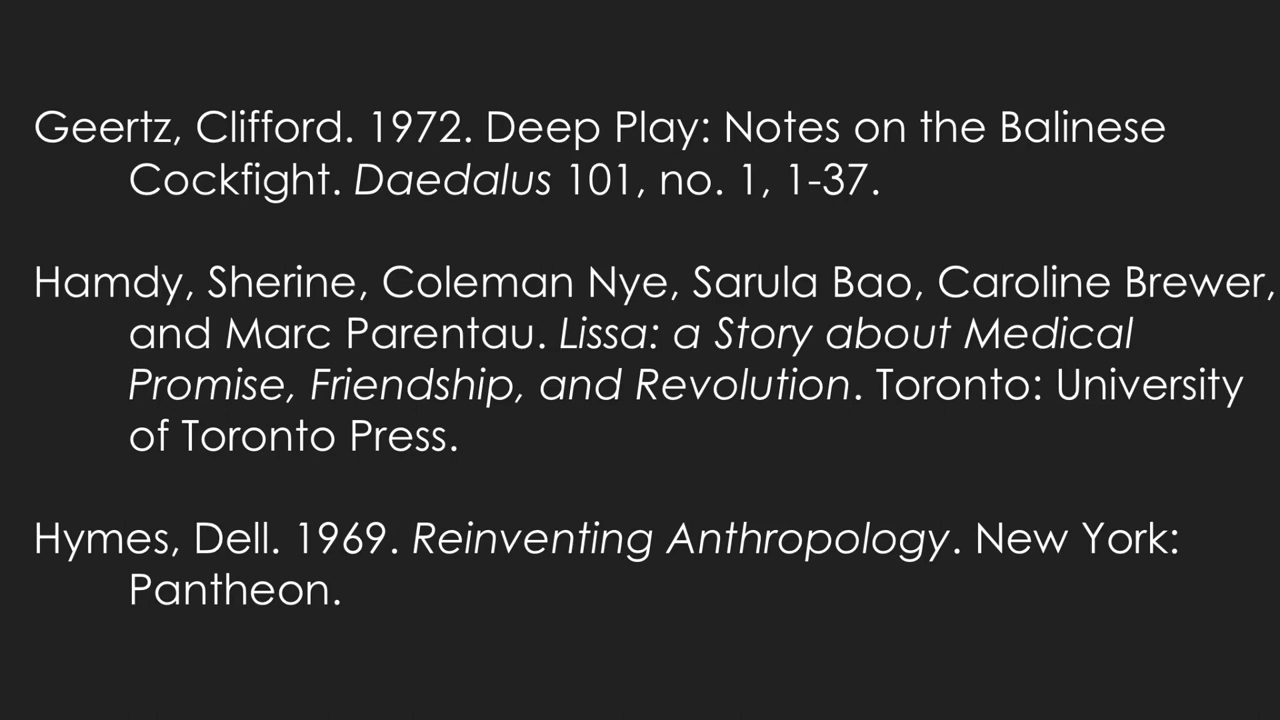 Geertz, Clifford. 1972. Deep Play: Notes on the Balinese
Cockfight. Daedalus 101, no. 1, 1-37.
Hamdy, Sherine, Coleman Nye, Sarula Bao, Caroline Brewer,
and Marc Parentau. Lissa: a Story about Medical
Promise, Friendship, and Revolution. Toronto: University
of Toronto Press.
Hymes, Dell. 1969. Reinventing Anthropology. New York:
Pantheon.